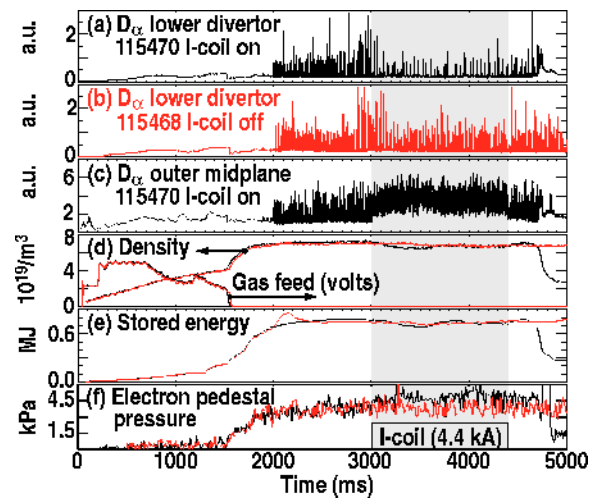 a.u.
2
0
(a) Dα lower divertor
115470 I-coil on
a.u.
2
0
(b) Dα lower divertor
115468 I-coil off
a.u.
6
4
2
(c) Dα outer midplane
115470 I-coil on
10^19/m^3
8
4
0
(d) Density
Gas feed (volts)
MJ
0.6
0.0
(e) Stored energy
kPa
4.5
1.5
(f) Electron pedestal
pressure
I-coil (4.4 kA)
0 1000 2000 3000 4000 5000
Time (ms)